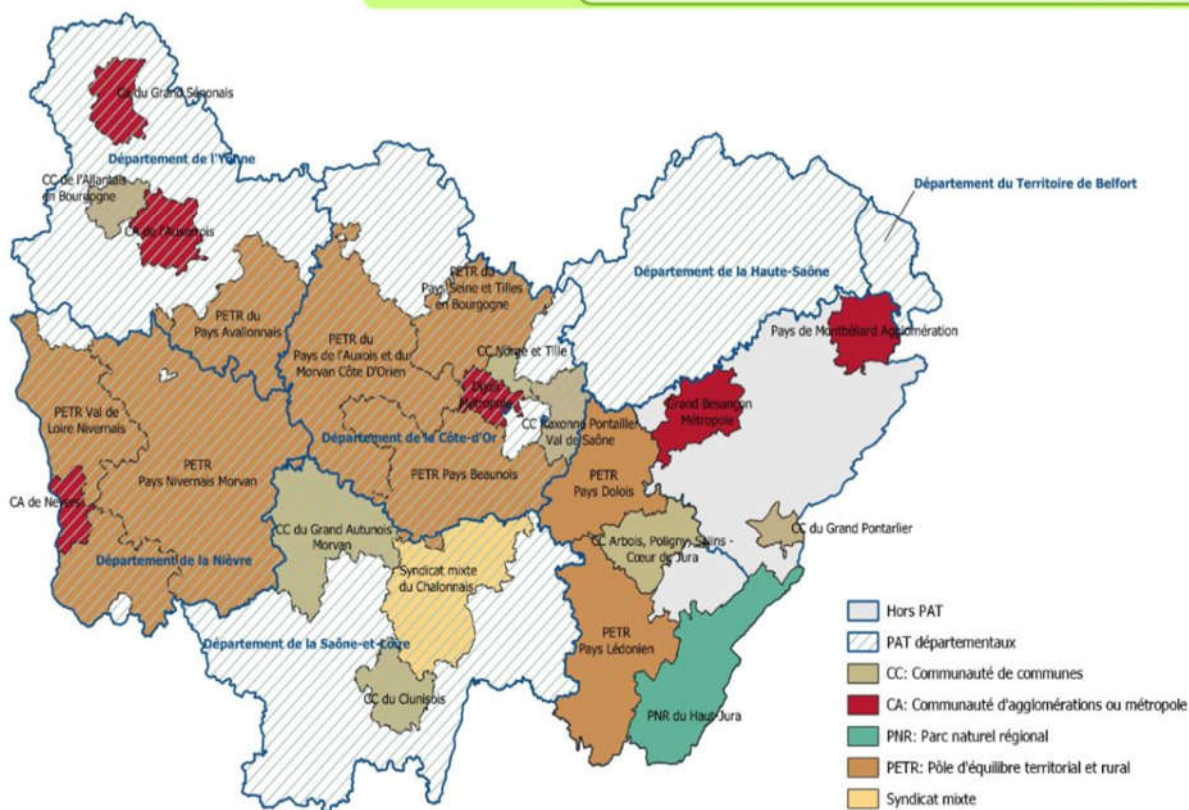 Ca du Grand Sénonais
Département de l'Yonne
CC de l'Aillantais
en Bourgogne
CA de l'Auxerrois
Département du Territoire de Belfort
Département de la Haute-Saône
PETR du
Pays Seine et Tilles
en Bourgogne
PETR du
Pays Avallonnais
PETR du
Pays de l'Auxois et du
Morvan Côte D'Orien
CC Norge et Tille
Pays de Montbéliard Agglomération
Dijon
Métropole
Grand Besançon
Métropole
PETR Val de
Loire Nivernais
CC Auxonne Pontailler
Val de Saône
Département de la Côte-d'Or
PETR
Pays Nivernais Morvan
PETR Pays Beaunois
PETR
Pays Dolois
CA de Nevers
CC du Grand Autunois
Morvan
CC du Grand Pontarlier
CC Arbois, Poligny, Salins -
Cœur de Jura
Département de la Nièvre
Syndicat mixte
du Chalonnais
Département de la Saône-et-Loire
PETR
Pays Lédonien
CC du Clunisois
PNR du Haut-Jura
Hors PAT
PAT départementaux
CC: Communauté de communes
CA: Communauté d'agglomérations ou métropole
PNR: Parc naturel régional
PETR: Pôle d'équilibre territorial et rural
Syndicat mixte